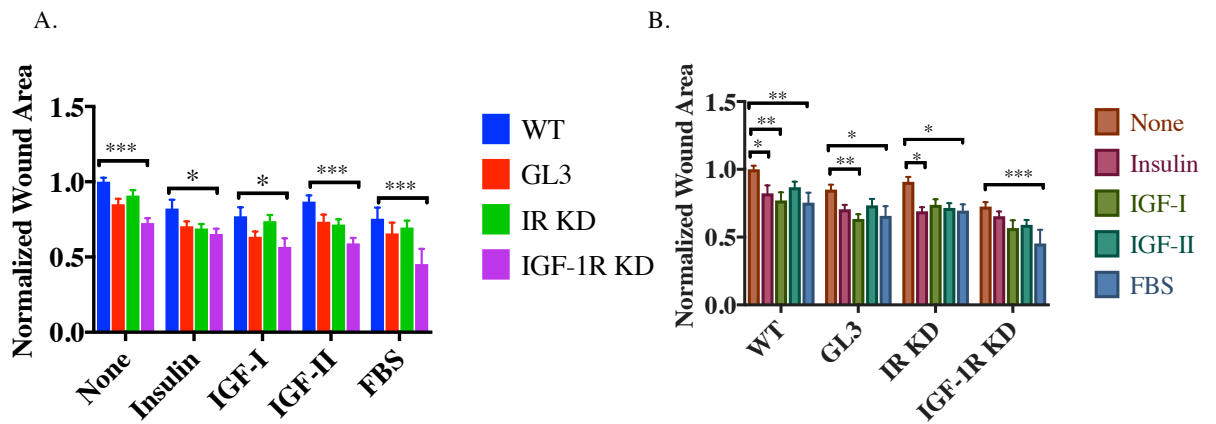 A.
Normalized Wound Area
1.5
1.0
0.5
0.0
***
*
*
***
***
None
Insulin
IGF-I
IGF-II
FBS
WT
GL3
IR KD
IGF-1R KD
B.
Normalized Wound Area
1.5
1.0
0.5
0.0
**
**
*
*
**
*
*
***
WT
GL3
IR KD
IGF-1R KD
None
Insulin
IGF-I
IGF-II
FBS